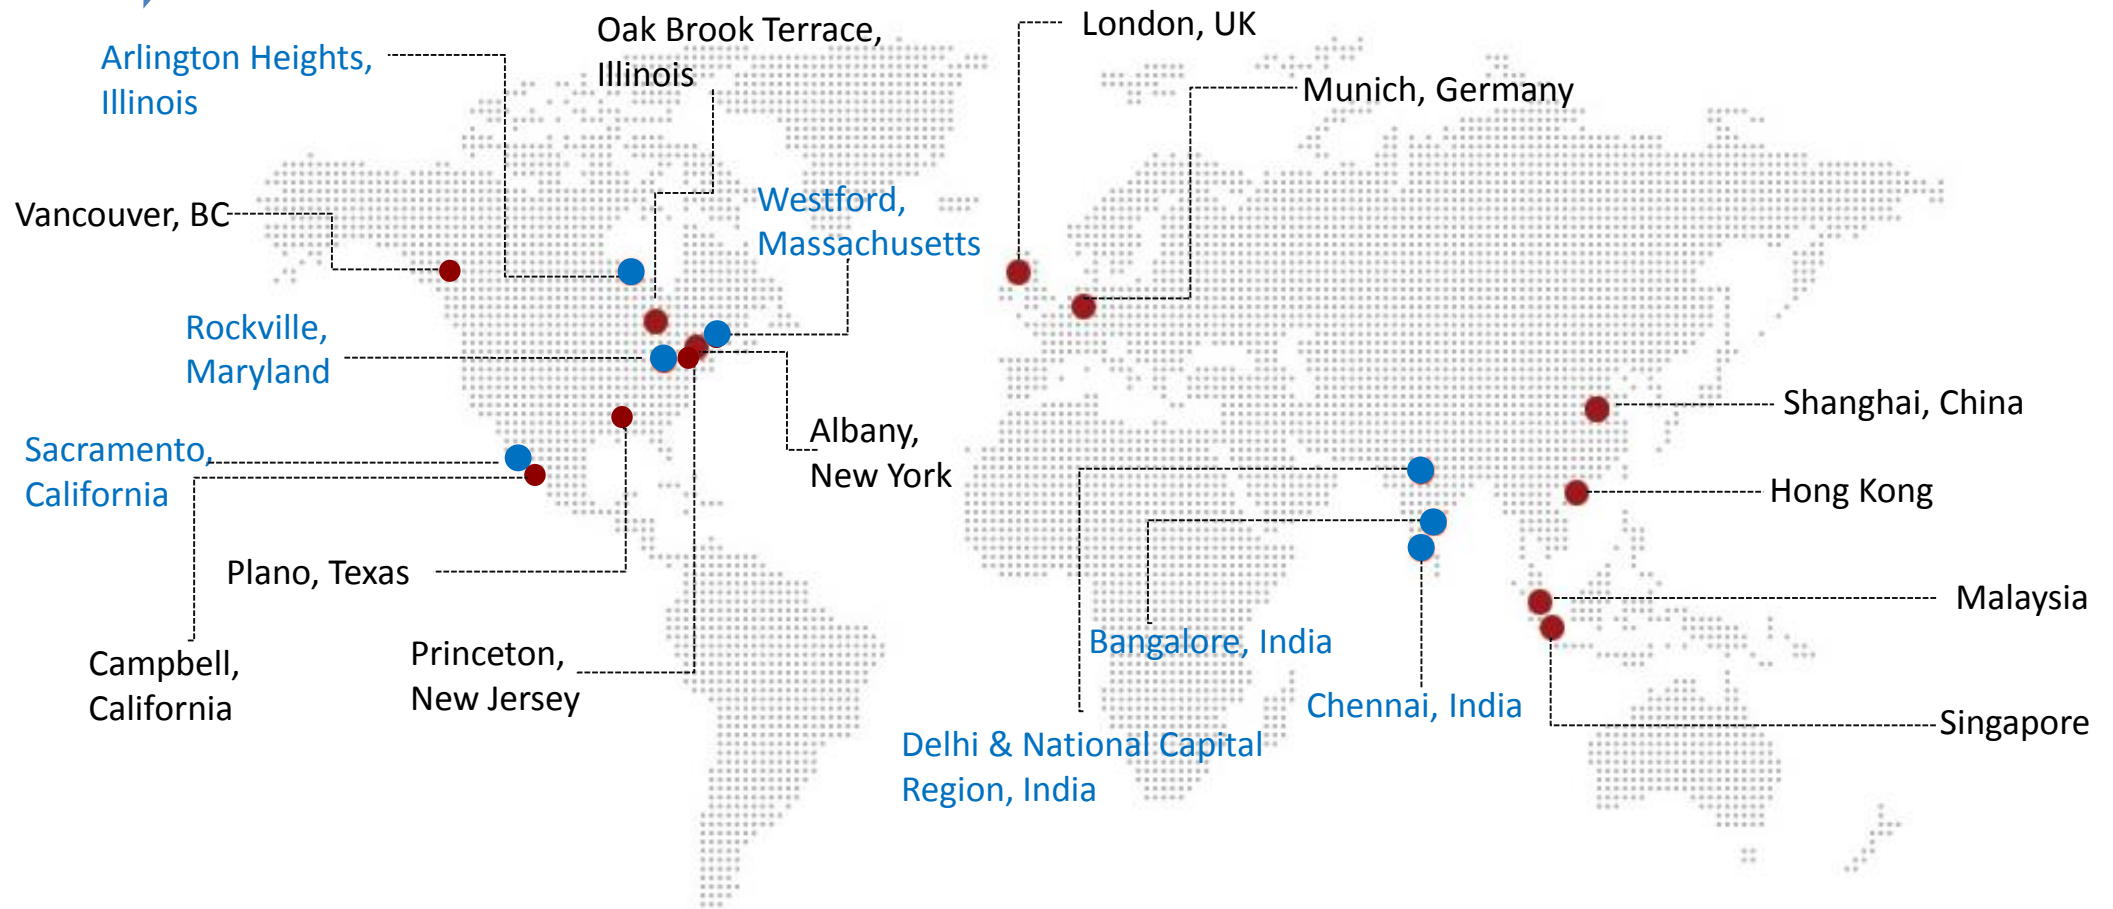 Oak Brook Terrace,
Illinois
London, UK
Arlington Heights,
Illinois
Munich, Germany
Vancouver, BC
Westford,
Massachusetts
Rockville,
Maryland
Shanghai, China
Albany,
New York
Sacramento,
California
Hong Kong
Plano, Texas
Malaysia
Bangalore, India
Campbell,
California
Princeton,
New Jersey
Chennai, India
Singapore
Delhi & National Capital
Region, India